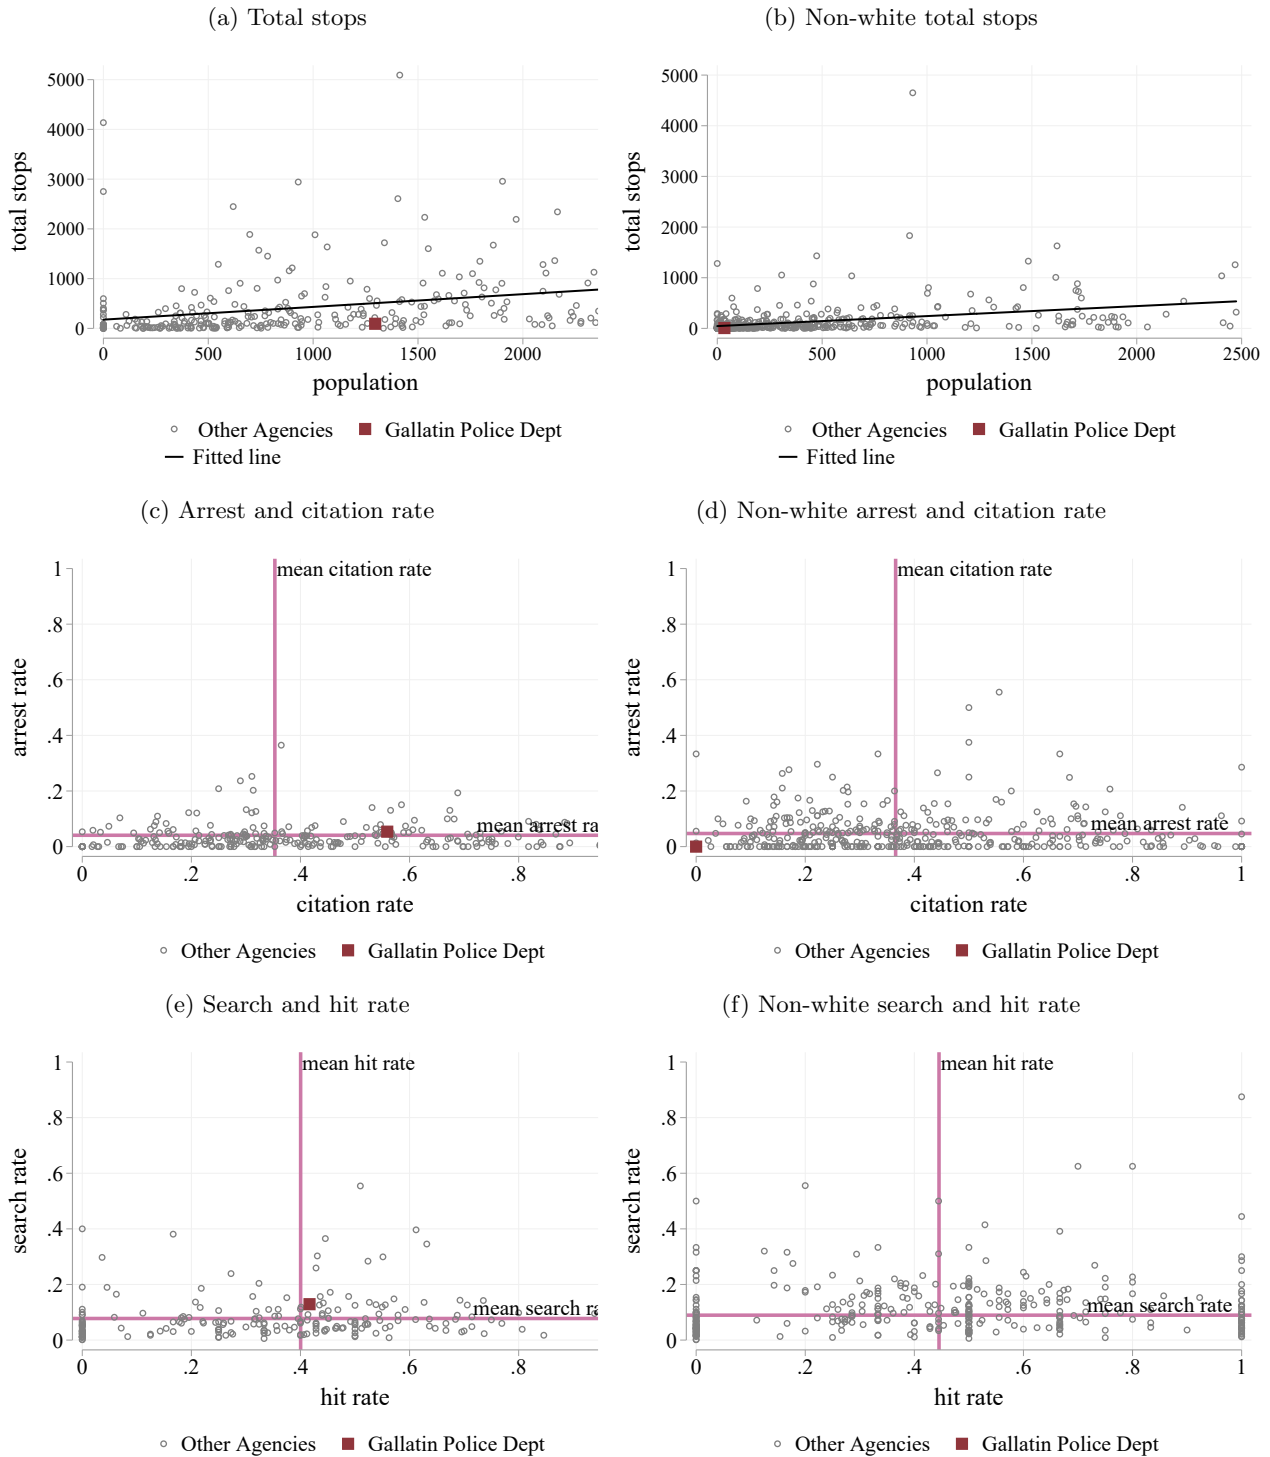 (a) Total stops
(b) Non-white total stops
5000
4000
3000
2000
1000
0
total stops
0 500 1000 1500 2000
population
Other Agencies Gallatin Police Dept
Fitted line
5000
4000
3000
2000
1000
0
total stops
0 500 1000 1500 2000 2500
population
Other Agencies Gallatin Police Dept
Fitted line
(c) Arrest and citation rate
(d) Non-white arrest and citation rate
mean citation rate
1
.8
.6
.4
.2
0
arrest rate
mean arrest ra
0 .2 .4 .6 .8
citation rate
Other Agencies Gallatin Police Dept
mean citation rate
1
.8
.6
.4
.2
0
arrest rate
mean arrest rate
0 .2 .4 .6 .8 1
citation rate
Other Agencies Gallatin Police Dept
(e) Search and hit rate
(f) Non-white search and hit rate
mean hit rate
1
.8
.6
.4
.2
0
search rate
mean search ra
0 .2 .4 .6 .8
hit rate
Other Agencies Gallatin Police Dept
mean hit rate
1
.8
.6
.4
.2
0
search rate
mean search rate
0 .2 .4 .6 .8 1
hit rate
Other Agencies Gallatin Police Dept